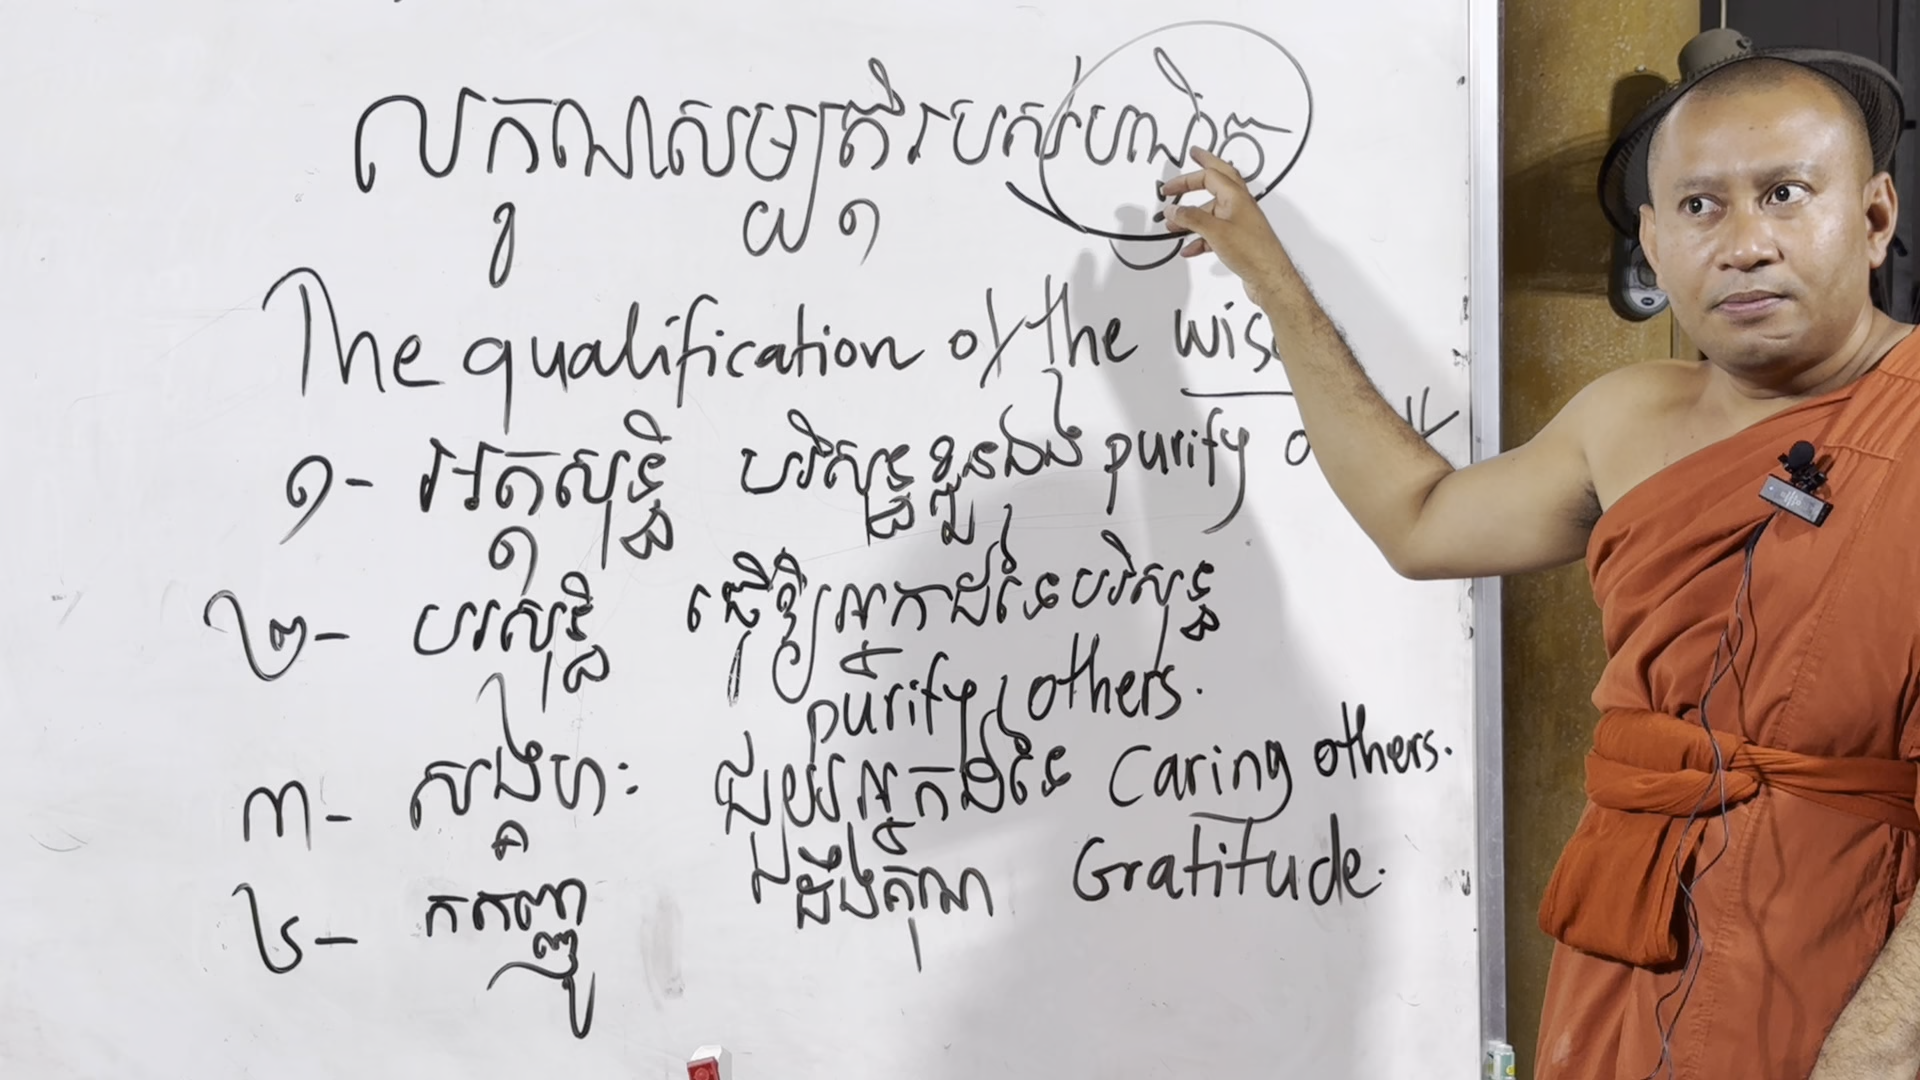 លក្ខណសម្បត្តិរបស់បណ្ឌិត
The qualification of the wise
១- អត្តសុទ្ធិ បរិសុទ្ធខ្លួនឯង purify
២- បរសុទ្ធិ ធ្វើឱ្យអ្នកដទៃបរិសុទ្ធ
purify others.
៣- សង្គហៈ ជួយអ្នកដទៃ Caring others.
៤- កតញ្ញូ ដឹងគុណ Gratitude.